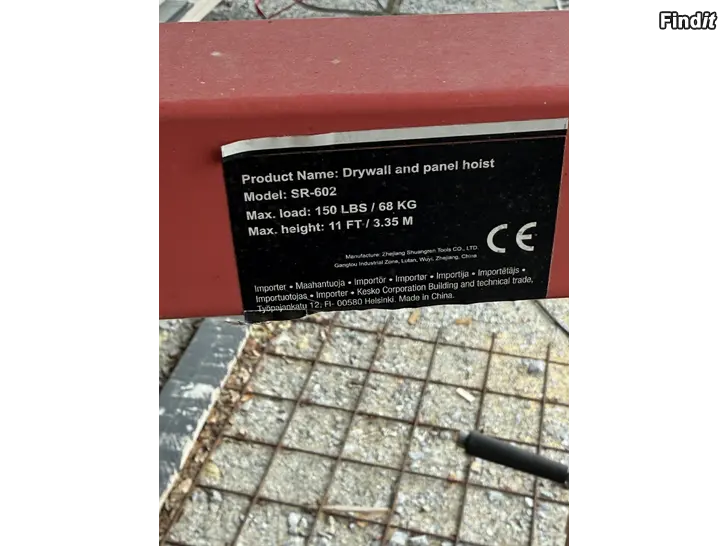 Findit
Product Name: Drywall and panel hoist
Model: SR-602
Max. load: 150 LBS / 68 KG
Max. height: 11 FT / 3.35 M
CE
Manufacture: Zhejiang Shuangren Tools CO., LTD.
Ganglou Industrial Zone, Lutan, Wuyi, Zhejiang, China
Importer • Maahantuoja • Importör • Importør • Importija • Importētājs •
Importuotojas • Importer • Kesko Corporation Building and technical trade,
Työpajankatu 12, FI- 00580 Helsinki. Made in China.